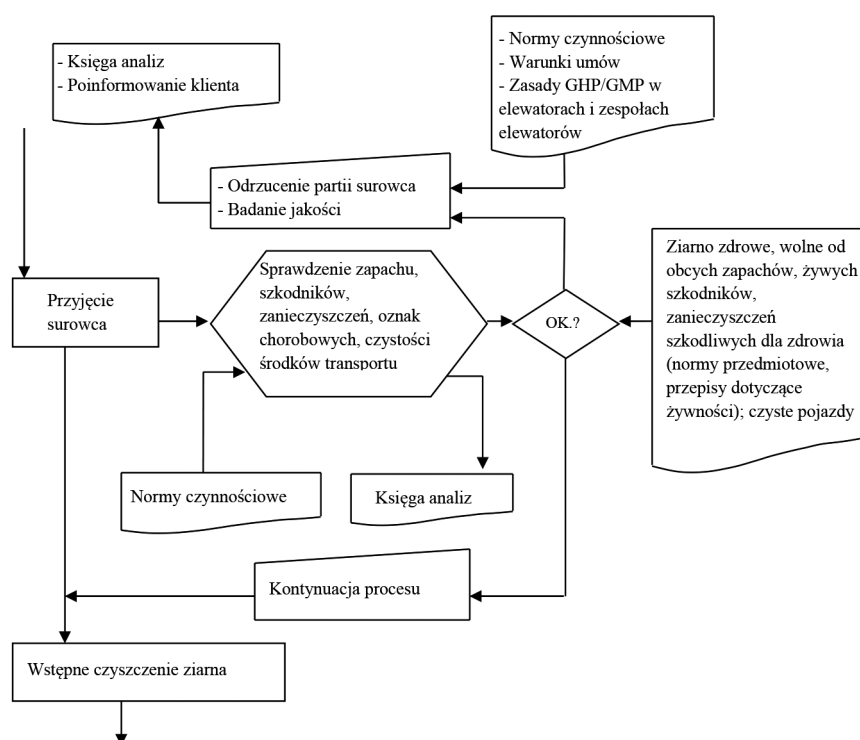 - Księga analiz
- Poinformowanie klienta
- Normy czynnościowe
- Warunki umów
- Zasady GHP/GMP w
elewatorach i zespołach
elewatorów
- Odrzucenie partii surowca
- Badanie jakości
Przyjęcie
surowca
Sprawdzenie zapachu,
szkodników,
zanieczyszczeń, oznak
chorobowych, czystości
środków transportu
OK.?
Ziarno zdrowe, wolne od
obcych zapachów, żywych
szkodników,
zanieczyszczeń
szkodliwych dla zdrowia
(normy przedmiotowe,
przepisy dotyczące
żywności); czyste pojazdy
Normy czynnościowe
Księga analiz
Kontynuacja procesu
Wstępne czyszczenie ziarna